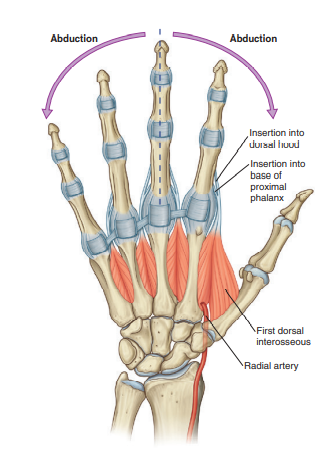 Abduction
Abduction
Insertion into
dorsal hood
Insertion into
base of
proximal
phalanx
First dorsal
interosseous
Radial artery